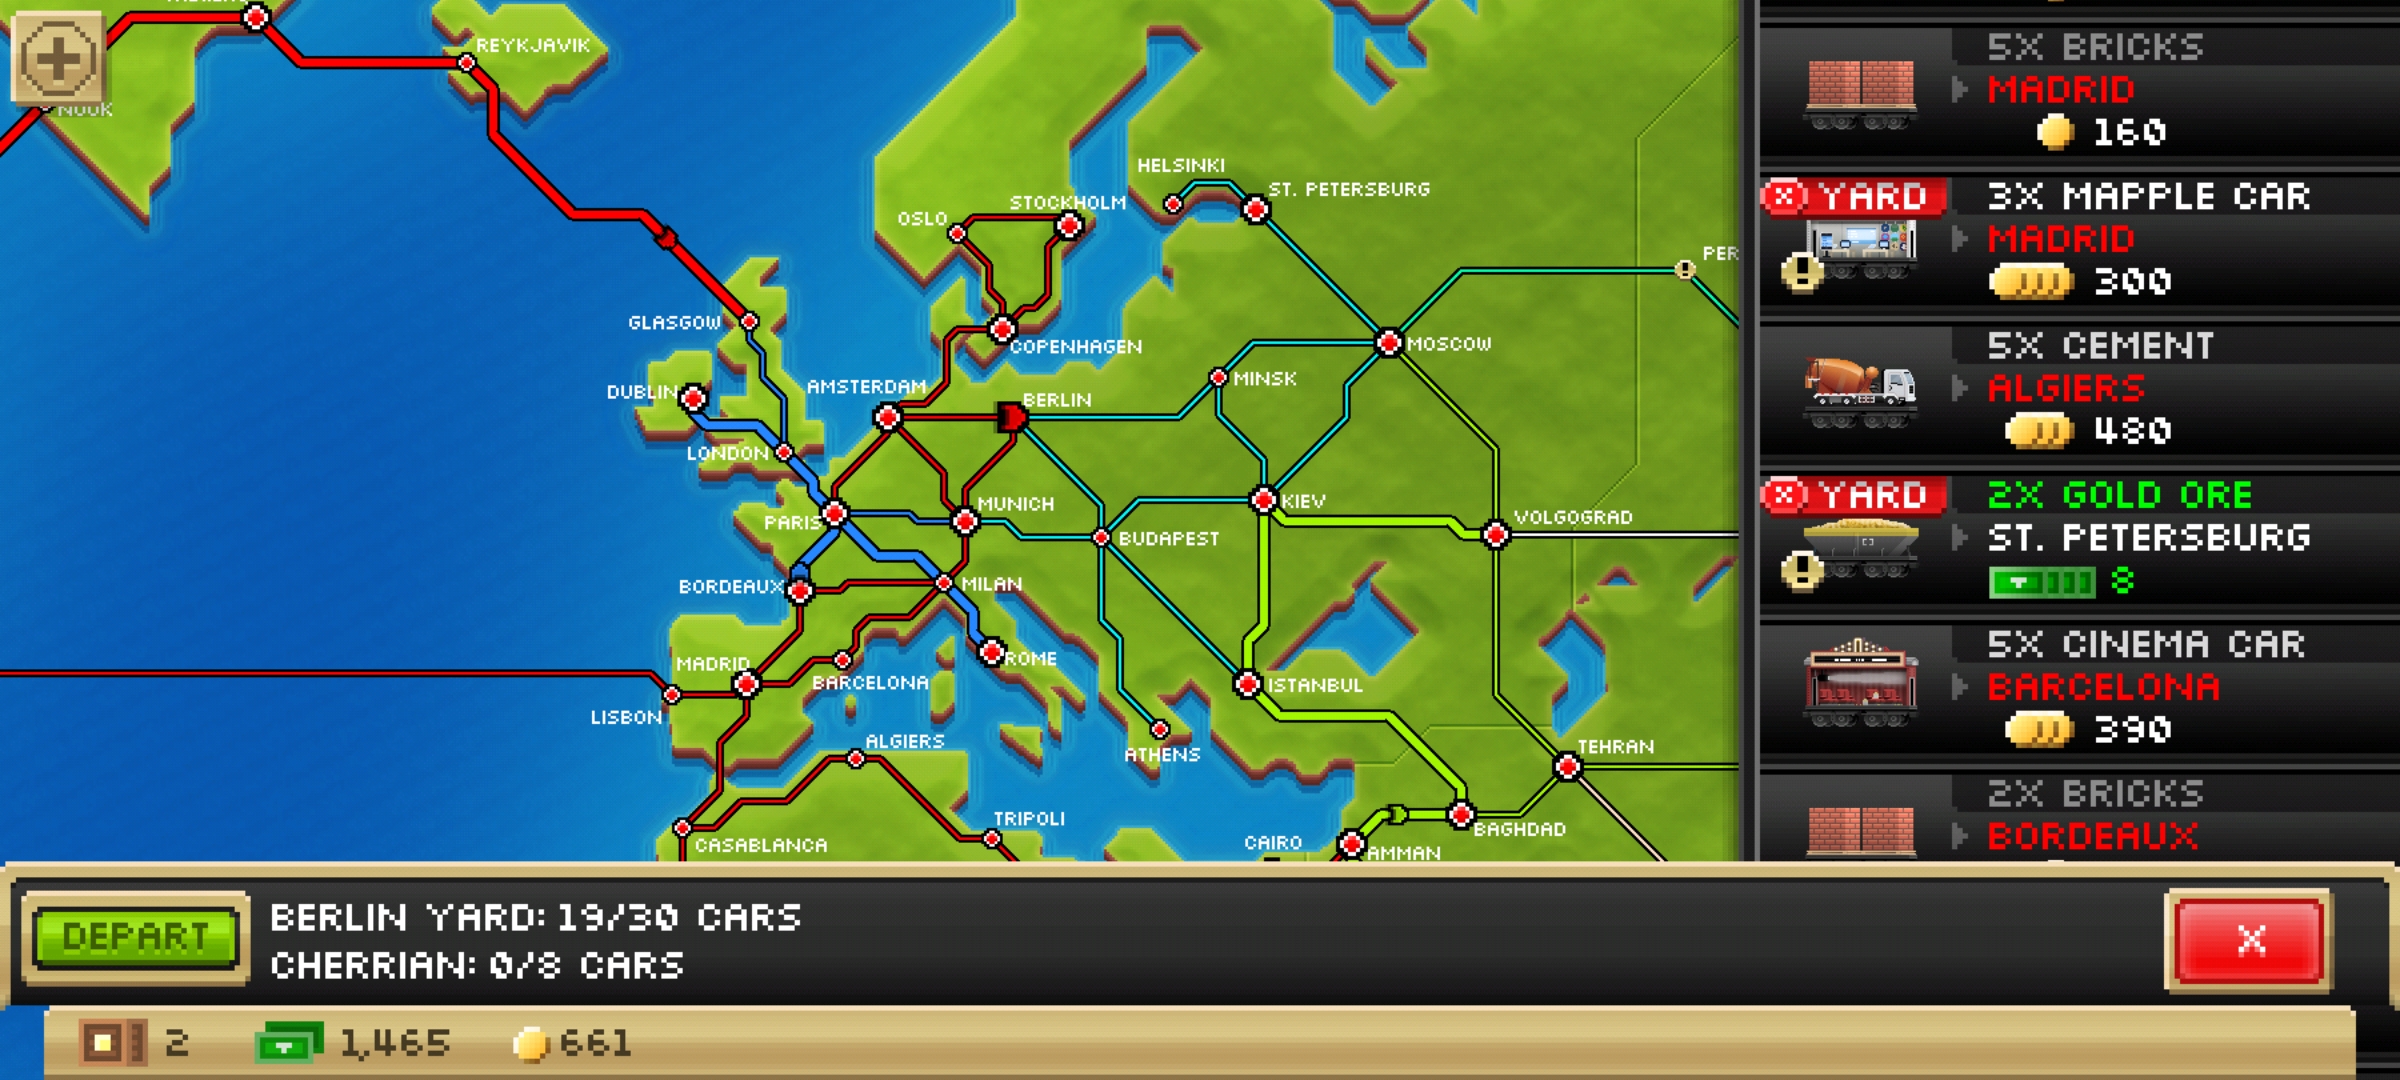 REYKJAVIK
NUUK
HELSINKI
ST. PETERSBURG
STOCKHOLM
OSLO
GLASGOW
COPENHAGEN
MOSCOW
DUBLIN
AMSTERDAM
BERLIN
MINSK
LONDON
MUNICH
KIEV
PARIS
VOLGOGRAD
BUDAPEST
BORDEAUX
MILAN
MADRID
ROME
BARCELONA
ISTANBUL
LISBON
ALGIERS
ATHENS
TEHRAN
TRIPOLI
CASABLANCA
CAIRO
AMMAN
BAGHDAD
PER
5X BRICKS
MADRID
160
YARD
3X MAPPLE CAR
MADRID
300
5X CEMENT
ALGIERS
480
YARD
2X GOLD ORE
ST. PETERSBURG
8
5X CINEMA CAR
BARCELONA
390
2X BRICKS
BORDEAUX
DEPART
BERLIN YARD: 19/30 CARS
CHERRIAN: 0/8 CARS
X
2
1,465
661